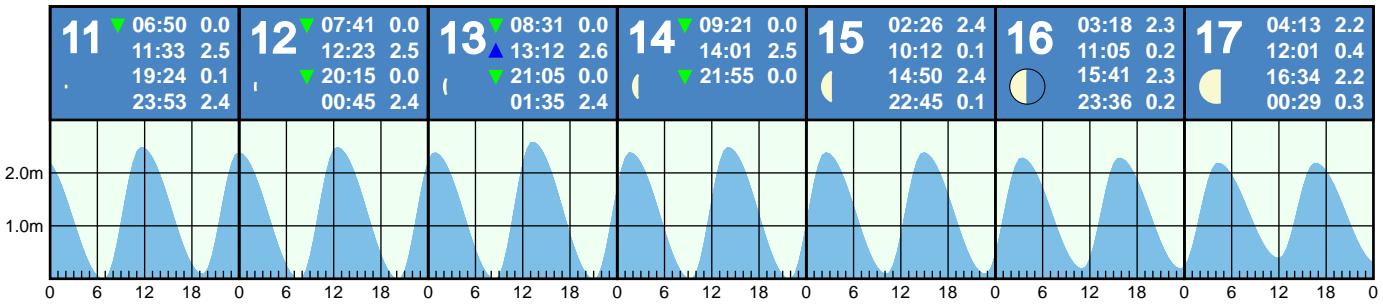 11
▼ 06:50 0.0
11:33 2.5
19:24 0.1
23:53 2.4
12
▼ 07:41 0.0
12:23 2.5
▼ 20:15 0.0
00:45 2.4
13
▼ 08:31 0.0
▲ 13:12 2.6
▼ 21:05 0.0
01:35 2.4
14
▼ 09:21 0.0
14:01 2.5
▼ 21:55 0.0
15
02:26 2.4
10:12 0.1
14:50 2.4
22:45 0.1
16
03:18 2.3
11:05 0.2
15:41 2.3
23:36 0.2
17
04:13 2.2
12:01 0.4
16:34 2.2
00:29 0.3
2.0m
1.0m
0 6 12 18 0 6 12 18 0 6 12 18 0 6 12 18 0 6 12 18 0 6 12 18 0 6 12 18 0